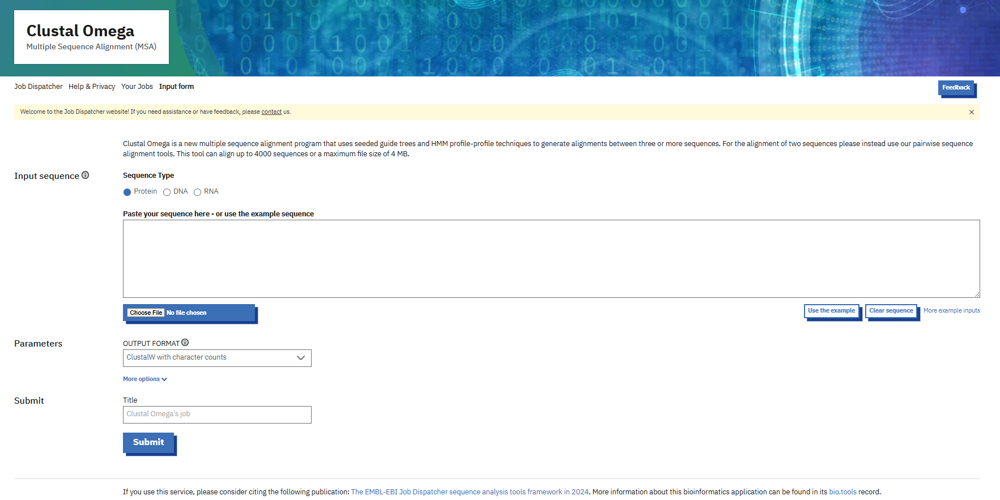 Clustal Omega
Multiple Sequence Alignment (MSA)
Job Dispatcher Help & Privacy Your Jobs Input form
Feedback
Welcome to the Job Dispatcher website! If you need assistance or have feedback, please contact us.
Clustal Omega is a new multiple sequence alignment program that uses seeded guide trees and HMM profile-profile techniques to generate alignments between three or more sequences. For the alignment of two sequences please instead use our pairwise sequence
alignment tools. This tool can align up to 4000 sequences or a maximum file size of 4 MB.
Input sequence
Sequence Type
Protein DNA RNA
Paste your sequence here - or use the example sequence
Choose File No file chosen
Use the example Clear sequence More example inputs
Parameters
OUTPUT FORMAT
ClustalW with character counts
More options
Submit
Title
Clustal Omega's job
Submit
If you use this service, please consider citing the following publication: The EMBL-EBI Job Dispatcher sequence analysis tools framework in 2024. More information about this bioinformatics application can be found in its bio.tools record.